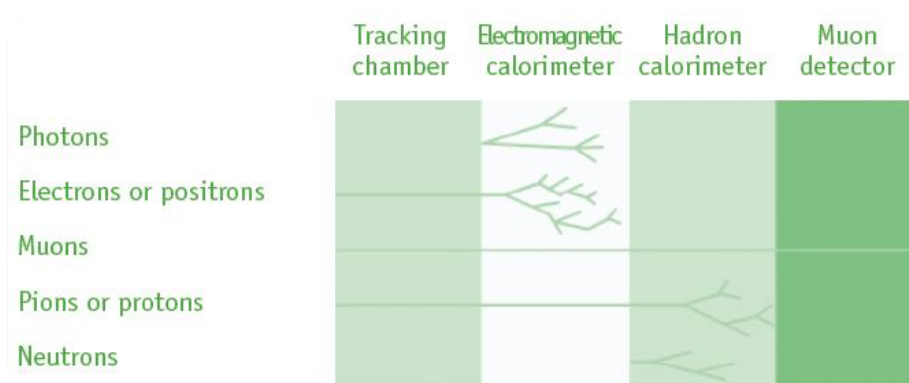 Tracking chamber
Electromagnetic calorimeter
Hadron calorimeter
Muon detector
Photons
Electrons or positrons
Muons
Pions or protons
Neutrons